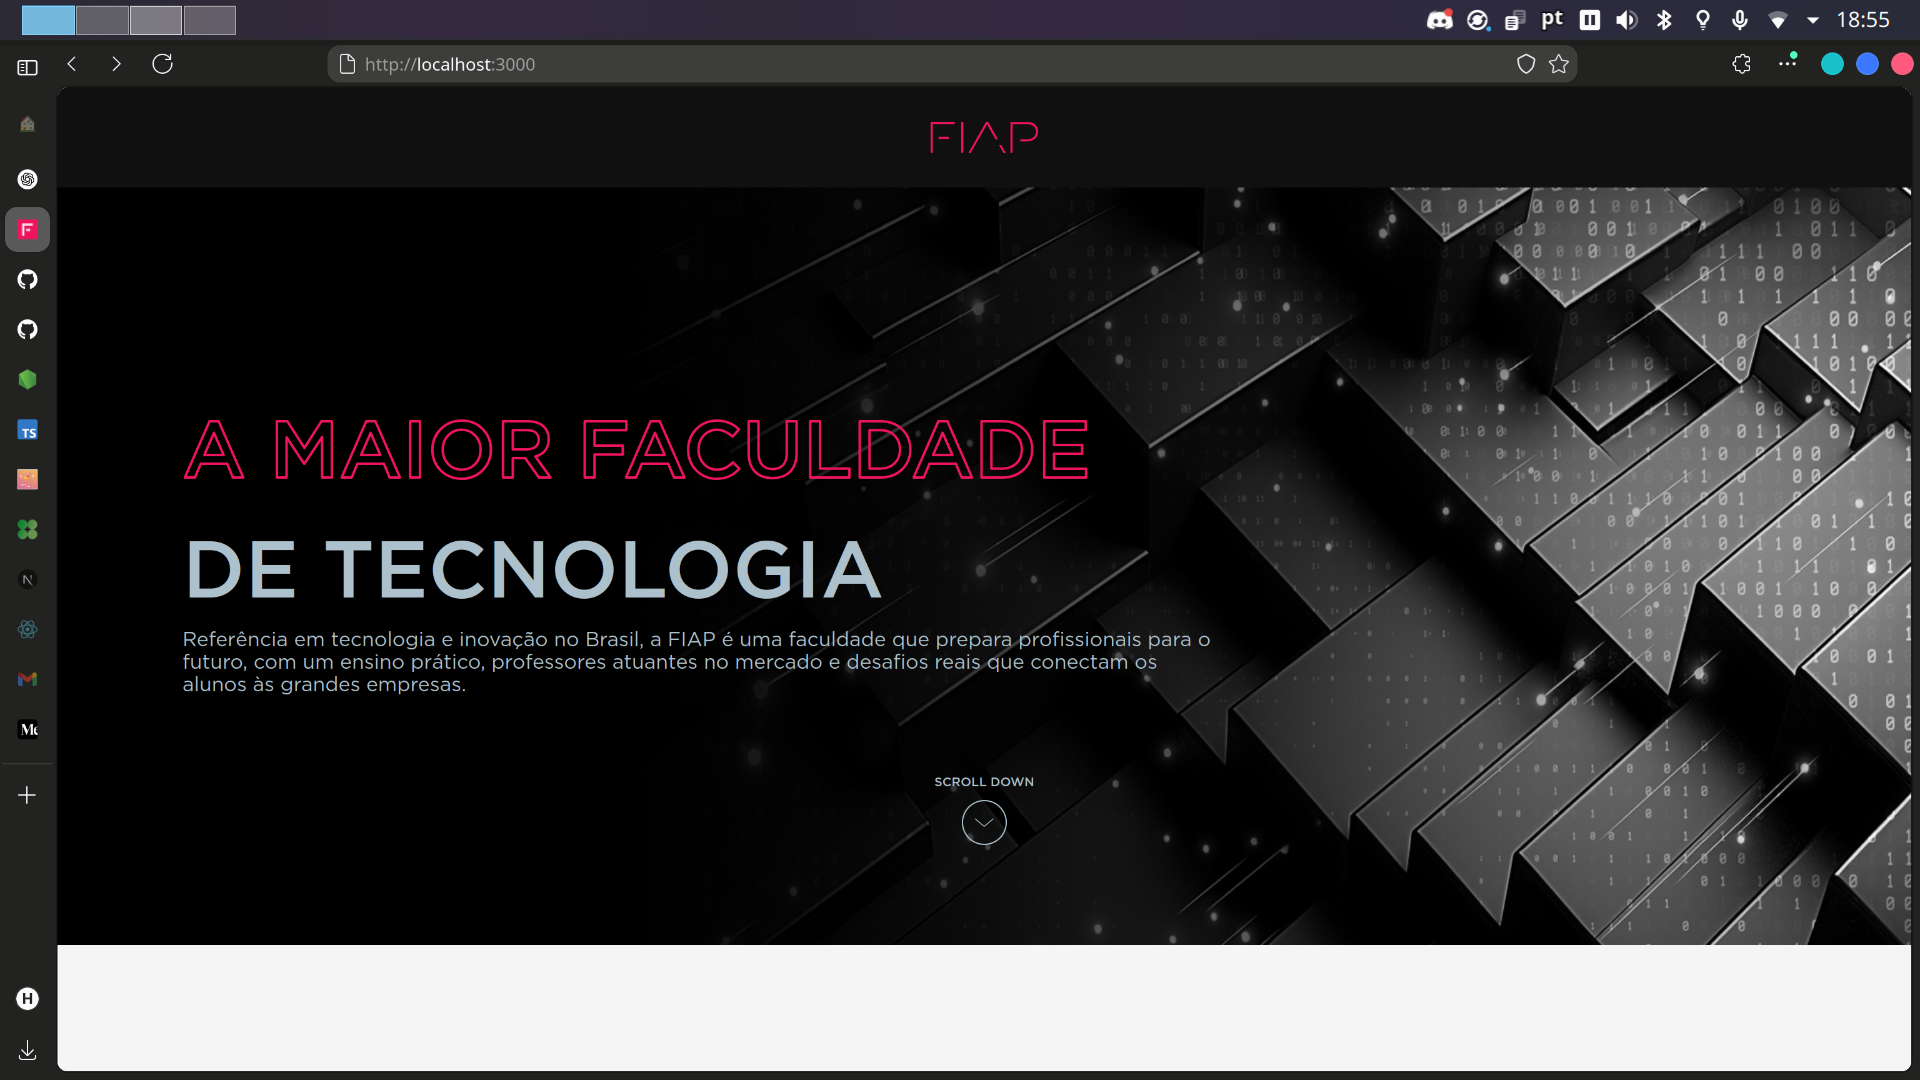 pt
18:55
http://localhost:3000
FIAP
F
TS
N
H
A MAIOR FACULDADE
DE TECNOLOGIA
Referência em tecnologia e inovação no Brasil, a FIAP é uma faculdade que prepara profissionais para o
futuro, com um ensino prático, professores atuantes no mercado e desafios reais que conectam os
alunos às grandes empresas.
SCROLL DOWN